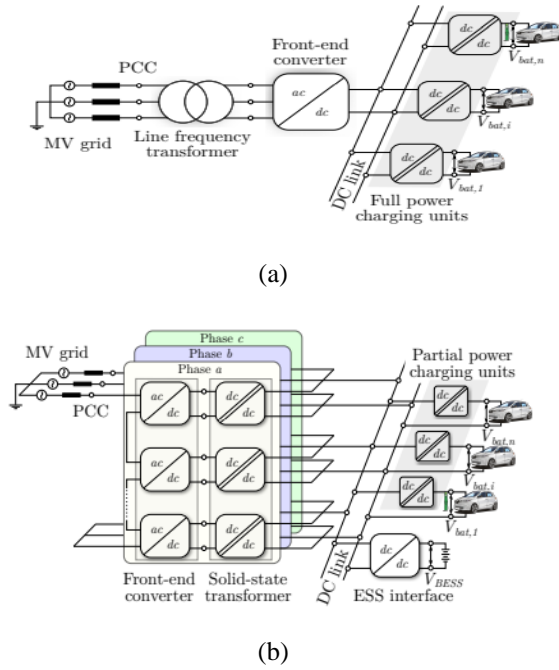 Front-end
converter
PCC
ac
dc
MV grid
Line frequency
transformer
DC link
dc
dc
V_bat,n
dc
dc
V_bat,i
dc
dc
V_bat,1
Full power
charging units
(a)
Phase c
Phase b
Phase a
MV grid
PCC
ac
dc
dc
dc
ac
dc
dc
dc
ac
dc
dc
dc
Front-end
converter
Solid-state
transformer
Partial power
charging units
dc
dc
V_bat,n
dc
dc
V_bat,i
dc
dc
V_bat,1
DC link
dc
dc
V_BESS
ESS interface
(b)